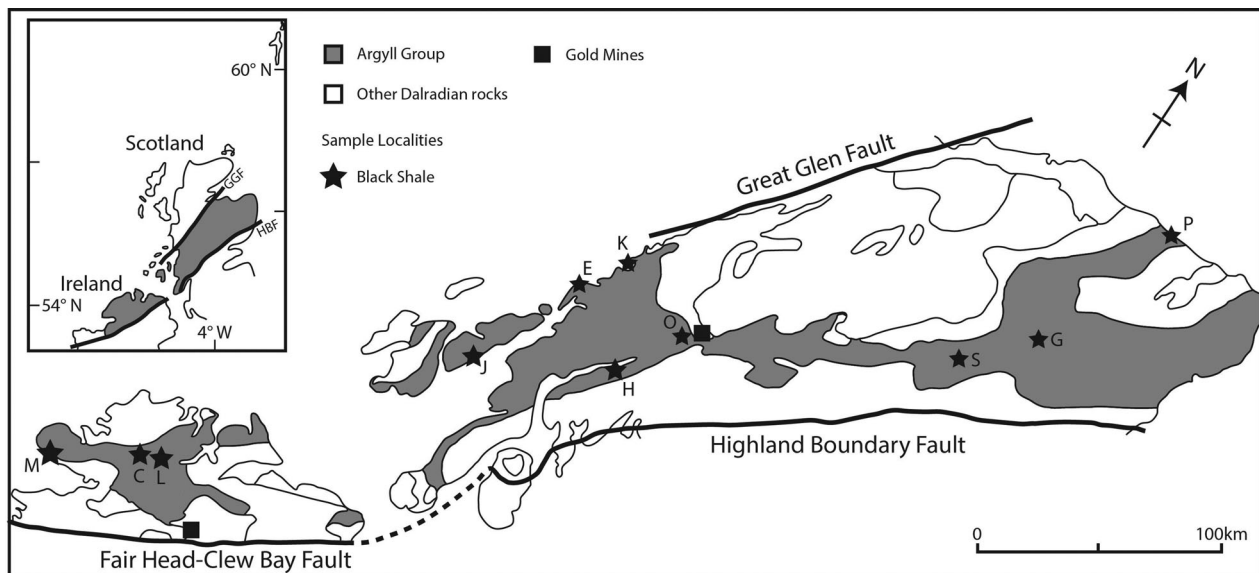 60° N
Scotland
GGF
HBF
Ireland
54° N
4° W
Argyll Group
Gold Mines
Other Dalradian rocks
Sample Localities
Black Shale
N
Great Glen Fault
P
K
E
O
G
S
J
H
Highland Boundary Fault
M
C
L
Fair Head-Clew Bay Fault
0
100km